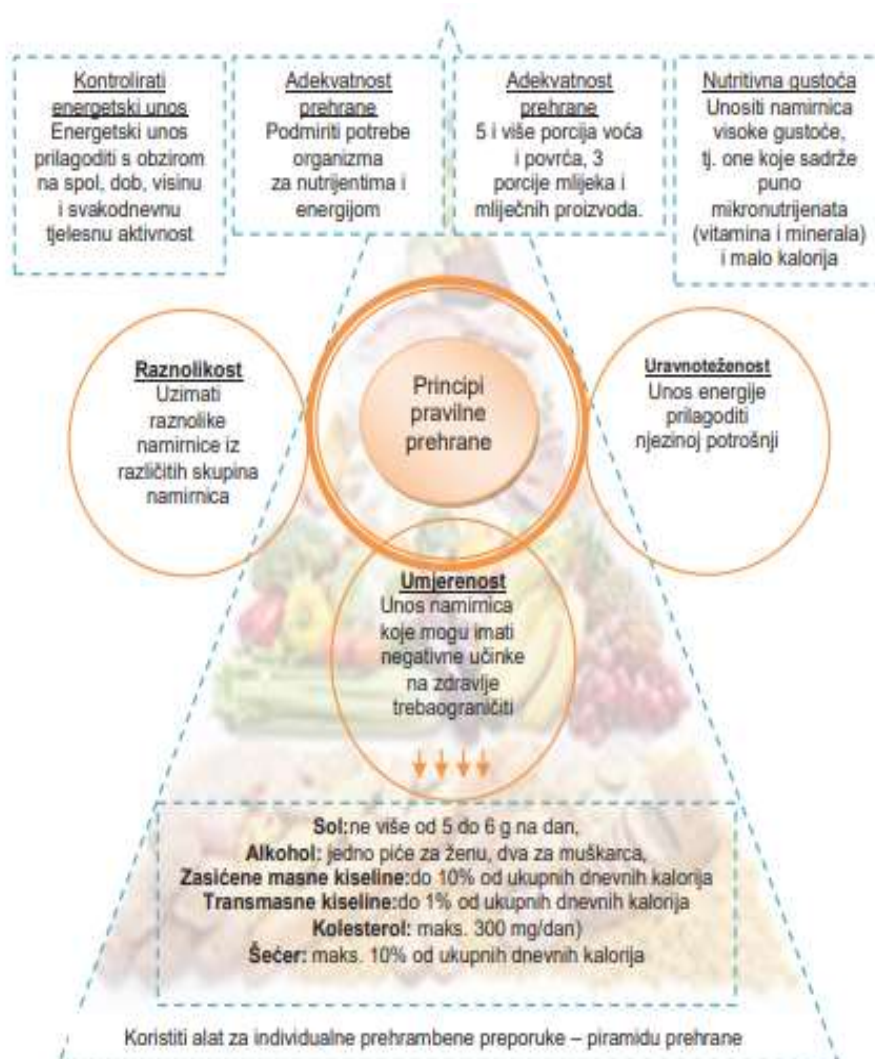 Kontrolirati
energetski unos
Energetski unos
prilagoditi s obzirom
na spol, dob, visinu
i svakodnevnu
tjelesnu aktivnost
Adekvatnost
prehrane
Podmiriti potrebe
organizma
za nutrijentima i
energijom
Adekvatnost
prehrane
5 i više porcija voća
i povrća, 3
porcije mlijeka i
mliječnih proizvoda.
Nutritivna gustoća
Unositi namirnica
visoke gustoće,
tj. one koje sadrže
puno
mikronutrijenata
(vitamina i minerala)
i malo kalorija
Raznolikost
Uzimati
raznolike
namirnice iz
različitih skupina
namirnica
Principi
pravilne
prehrane
Uravnoteženost
Unos energije
prilagoditi
njezinoj potrošnji
Umjerenost
Unos namirnica
koje mogu imati
negativne učinke
na zdravlje
trebaograničiti
Sol:ne više od 5 do 6 g na dan,
Alkohol: jedno piće za ženu, dva za muškarca,
Zasićene masne kiseline:do 10% od ukupnih dnevnih kalorija
Transmasne kiseline:do 1% od ukupnih dnevnih kalorija
Kolesterol: maks. 300 mg/dan)
Šećer: maks. 10% od ukupnih dnevnih kalorija
Koristiti alat za individualne prehrambene preporuke – piramidu prehrane